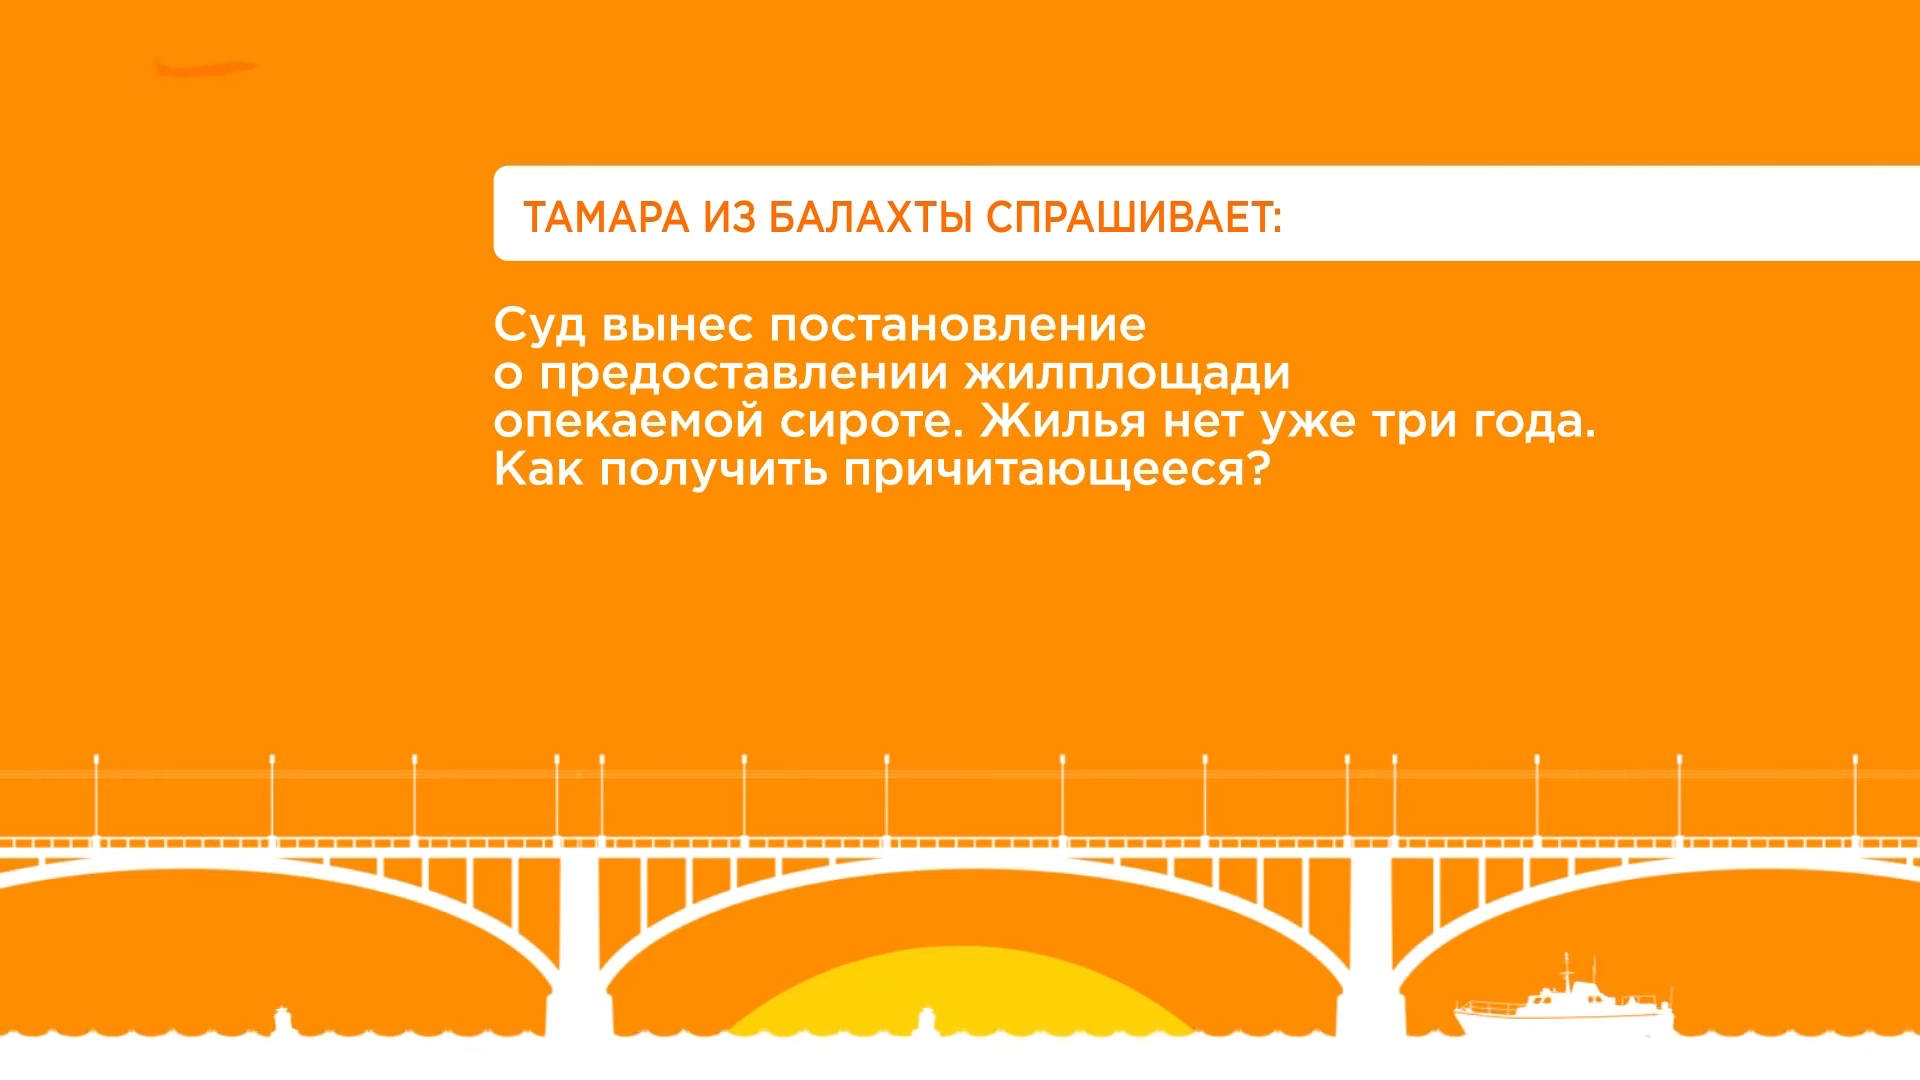 ТАМАРА ИЗ БАЛАХТЫ СПРАШИВАЕТ:
Суд вынес постановление
о предоставлении жилплощади
опекаемой сироте. Жилья нет уже три года.
Как получить причитающееся?